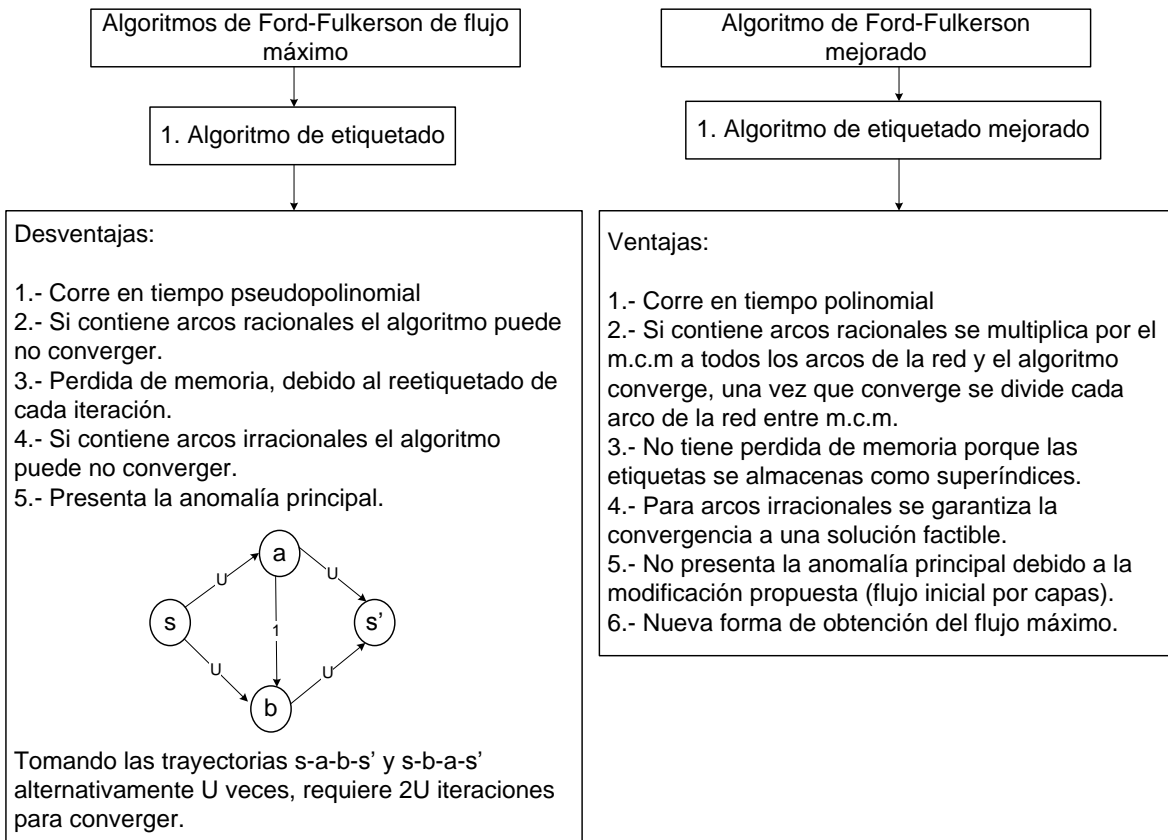 Algoritmos de Ford-Fulkerson de flujo
máximo
1. Algoritmo de etiquetado
Desventajas:
1.- Corre en tiempo pseudopolinomial
2.- Si contiene arcos racionales el algoritmo puede
no converger.
3.- Perdida de memoria, debido al reetiquetado de
cada iteración.
4.- Si contiene arcos irracionales el algoritmo
puede no converger.
5.- Presenta la anomalía principal.
a
U
U
s
1
s’
U
U
b
Tomando las trayectorias s-a-b-s’ y s-b-a-s’
alternativamente U veces, requiere 2U iteraciones
para converger.
Algoritmo de Ford-Fulkerson
mejorado
1. Algoritmo de etiquetado mejorado
Ventajas:
1.- Corre en tiempo polinomial
2.- Si contiene arcos racionales se multiplica por el
m.c.m a todos los arcos de la red y el algoritmo
converge, una vez que converge se divide cada
arco de la red entre m.c.m.
3.- No tiene perdida de memoria porque las
etiquetas se almacenas como superíndices.
4.- Para arcos irracionales se garantiza la
convergencia a una solución factible.
5.- No presenta la anomalía principal debido a la
modificación propuesta (flujo inicial por capas).
6.- Nueva forma de obtención del flujo máximo.